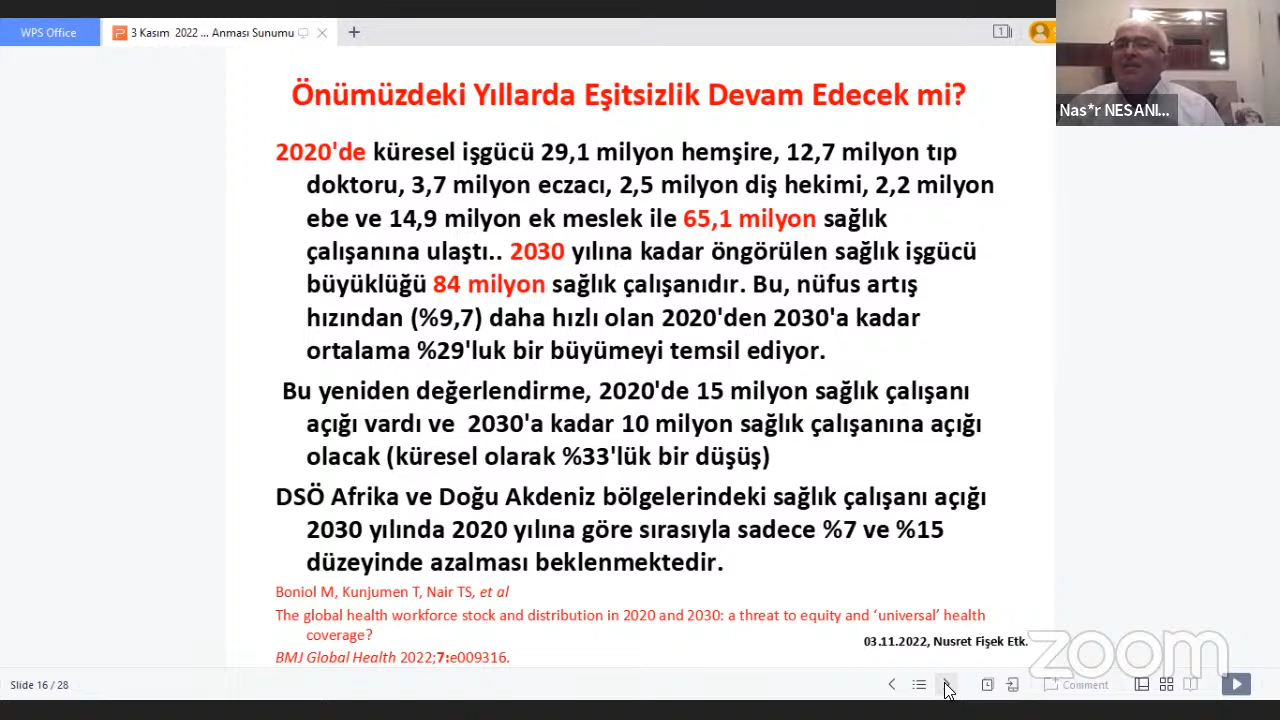 WPS Office
3 Kasım 2022 ... Anması Sunumu
Nas*r NESANI...
Önümüzdeki Yıllarda Eşitsizlik Devam Edecek mi?
2020'de küresel işgücü 29,1 milyon hemşire, 12,7 milyon tıp
doktoru, 3,7 milyon eczacı, 2,5 milyon diş hekimi, 2,2 milyon
ebe ve 14,9 milyon ek meslek ile 65,1 milyon sağlık
çalışanına ulaştı.. 2030 yılına kadar öngörülen sağlık işgücü
büyüklüğü 84 milyon sağlık çalışanıdır. Bu, nüfus artış
hızından (%9,7) daha hızlı olan 2020'den 2030'a kadar
ortalama %29'luk bir büyümeyi temsil ediyor.
Bu yeniden değerlendirme, 2020'de 15 milyon sağlık çalışanı
açığı vardı ve 2030'a kadar 10 milyon sağlık çalışanına açığı
olacak (küresel olarak %33'lük bir düşüş)
DSÖ Afrika ve Doğu Akdeniz bölgelerindeki sağlık çalışanı açığı
2030 yılında 2020 yılına göre sırasıyla sadece %7 ve %15
düzeyinde azalması beklenmektedir.
Boniol M, Kunjumen T, Nair TS, et al
The global health workforce stock and distribution in 2020 and 2030: a threat to equity and ‘universal’ health
coverage?
03.11.2022, Nusret Fişek Etk.
BMJ Global Health 2022;7:e009316.
zoom
Slide 16 / 28
Comment